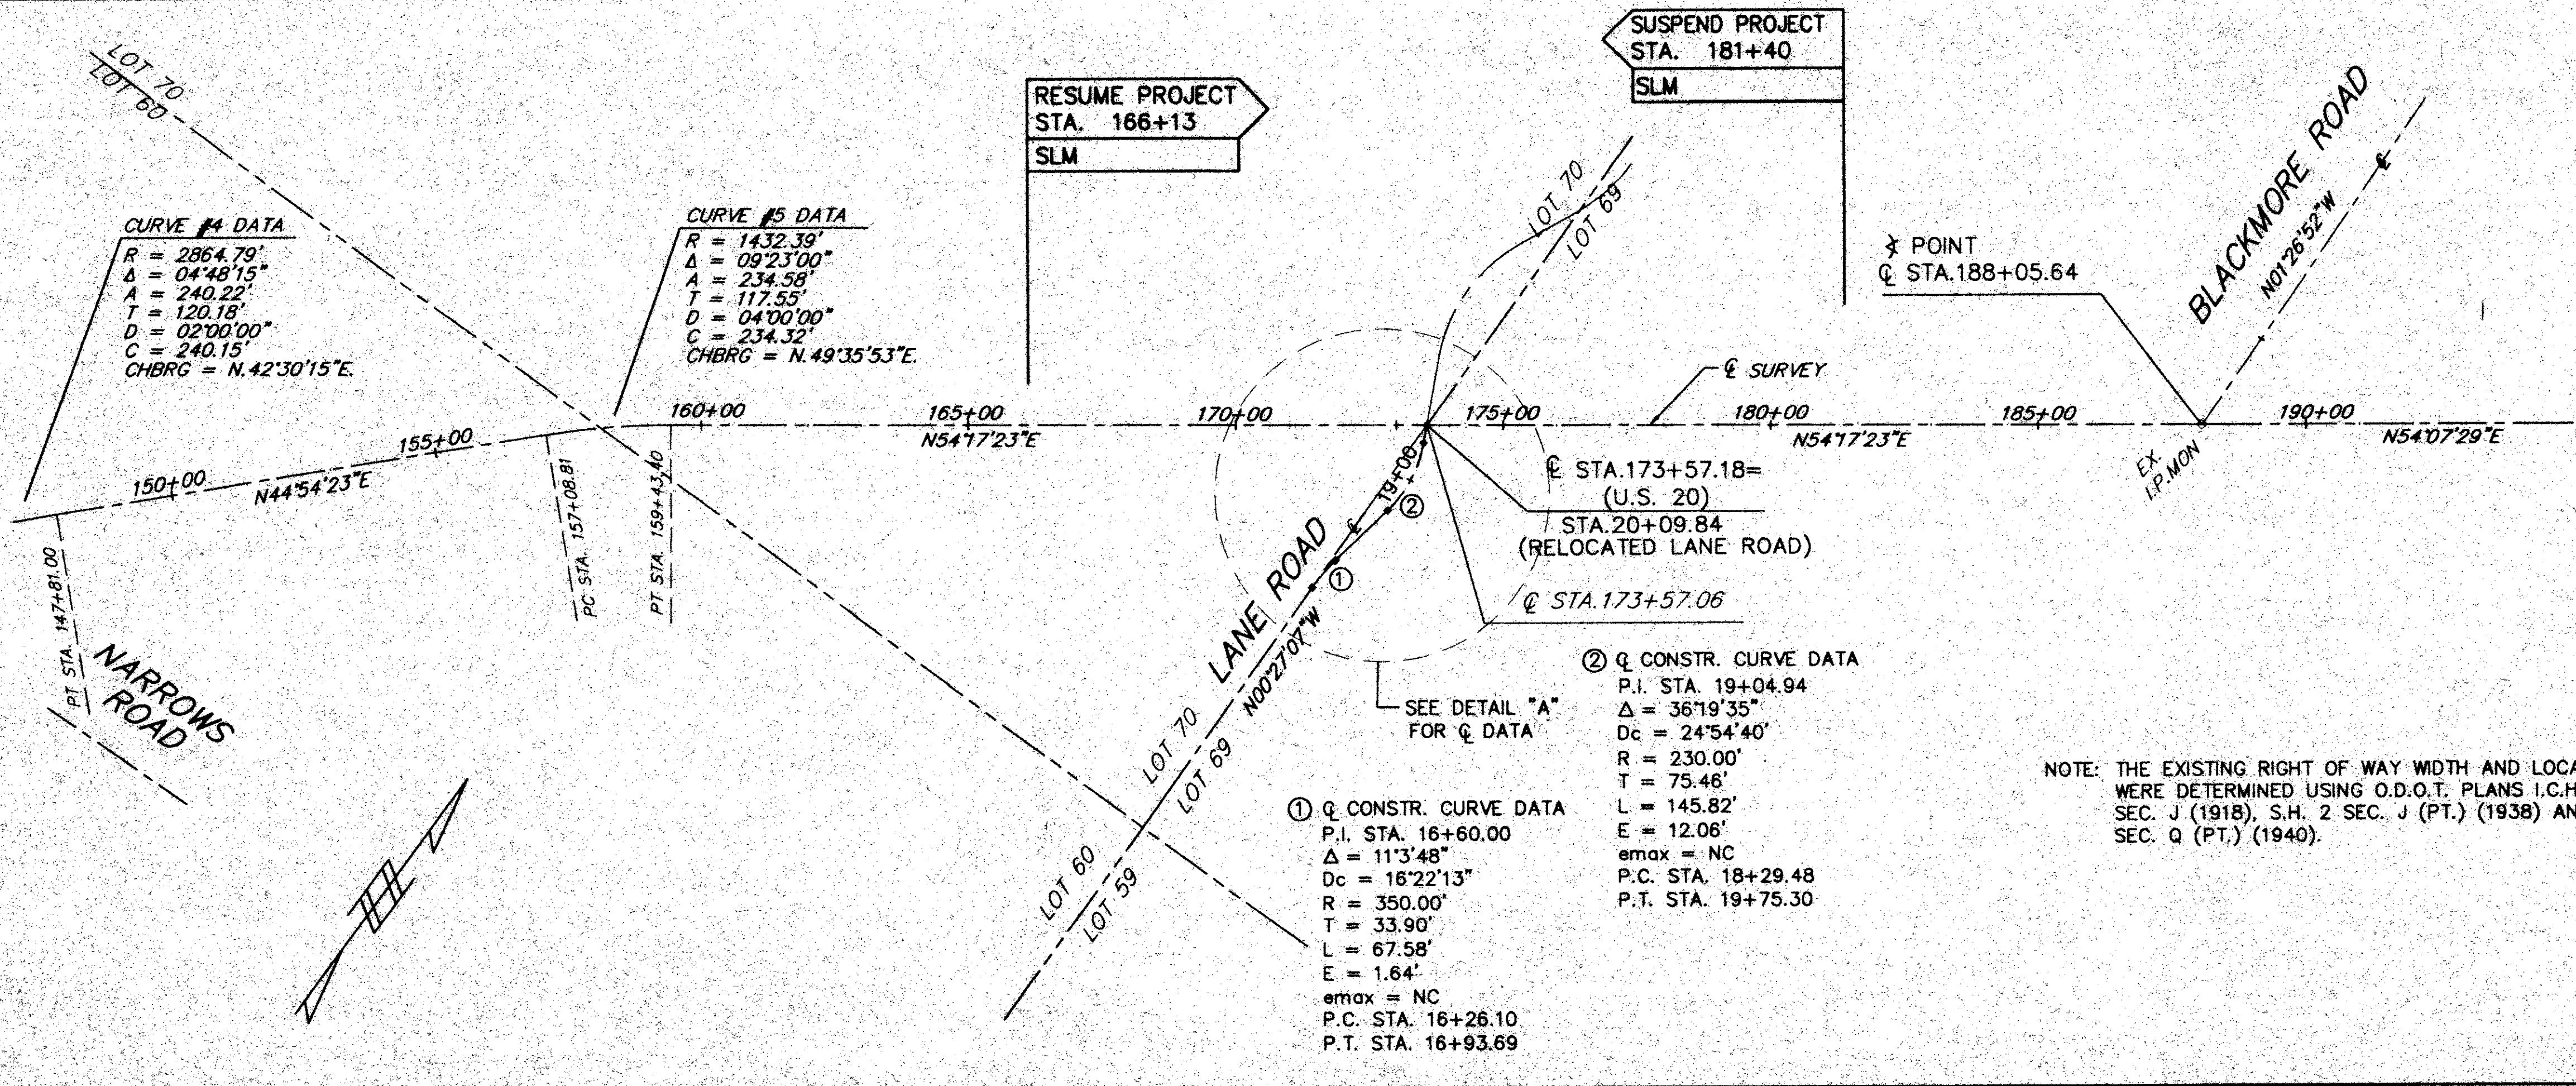 SUSPEND PROJECT
STA. 181+40
SLM
RESUME PROJECT
STA. 166+13
SLM
LOT 70
LOT 60
CURVE #4 DATA
R = 2864.79'
Δ = 04°48'15"
A = 240.22'
T = 120.18'
D = 02°00'00"
C = 240.15'
CHBRG = N.42°30'15"E.
CURVE #5 DATA
R = 1432.39'
Δ = 09°23'00"
A = 234.58'
T = 117.55'
D = 04°00'00"
C = 234.32'
CHBRG = N.49°35'53"E.
LOT 70
LOT 69
POINT
℄ STA.188+05.64
BLACKMORE ROAD
N01°26'52"W
℄
℄ SURVEY
150+00
N44°54'23"E
155+00
160+00
165+00
N54°17'23"E
170+00
175+00
180+00
N54°17'23"E
185+00
190+00
N54°07'29"E
EX.
I.P.MON
PT STA. 147+81.00
PC STA. 157+08.81
PT STA. 159+43.40
NARROWS
ROAD
19+00
℄
②
①
LANE ROAD
N00°27'07"W
℄ STA.173+57.18=
(U.S. 20)
STA.20+09.84
(RELOCATED LANE ROAD)
℄ STA.173+57.06
SEE DETAIL "A"
FOR ℄ DATA
LOT 70
LOT 69
LOT 60
LOT 59
① ℄ CONSTR. CURVE DATA
P.I. STA. 16+60.00
Δ = 11°3'48"
Dc = 16°22'13"
R = 350.00'
T = 33.90'
L = 67.58'
E = 1.64'
emax = NC
P.C. STA. 16+26.10
P.T. STA. 16+93.69
② ℄ CONSTR. CURVE DATA
P.I. STA. 19+04.94
Δ = 36°19'35"
Dc = 24°54'40'
R = 230.00'
T = 75.46'
L = 145.82'
E = 12.06'
emax = NC
P.C. STA. 18+29.48
P.T. STA. 19+75.30
NOTE: THE EXISTING RIGHT OF WAY WIDTH AND LOCA
WERE DETERMINED USING O.D.O.T. PLANS I.C.H
SEC. J (1918), S.H. 2 SEC. J (PT.) (1938) AN
SEC. Q (PT.) (1940).